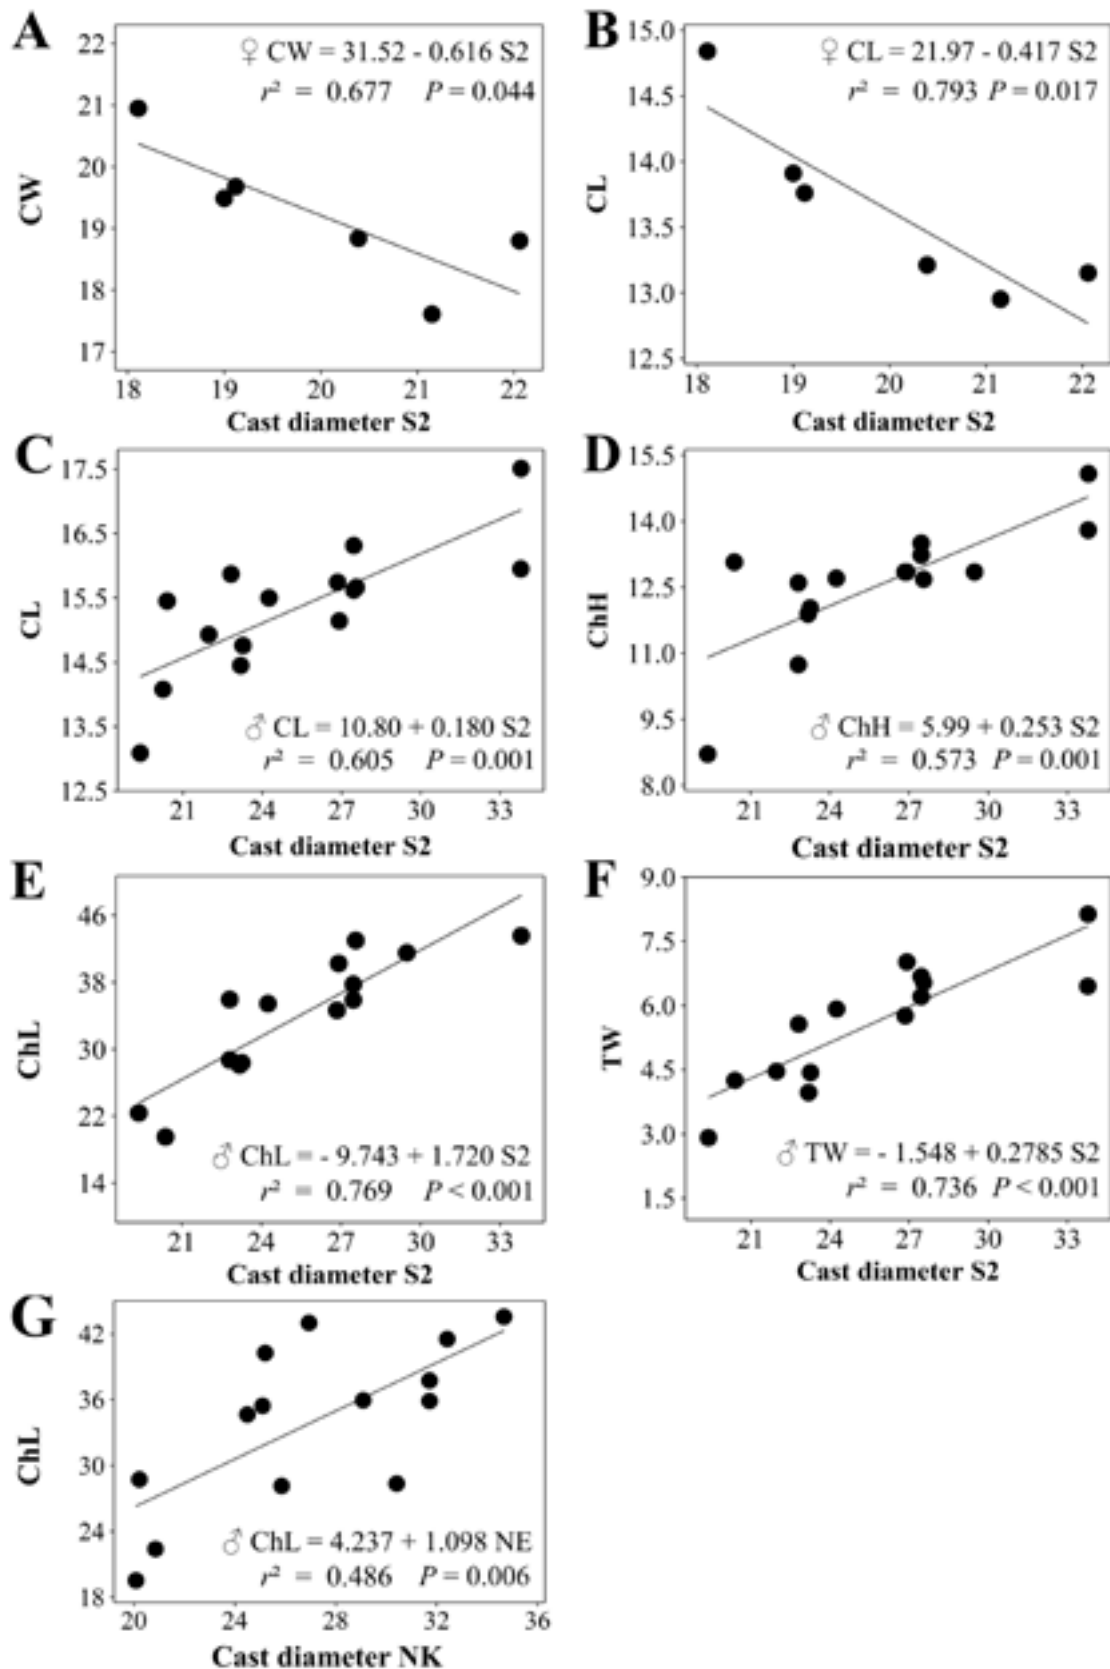 A
♀ CW = 31.52 - 0.616 S2
r² = 0.677 P = 0.044
22
21
20
19
18
17
CW
18 19 20 21 22
Cast diameter S2
B
♀ CL = 21.97 - 0.417 S2
r² = 0.793 P = 0.017
15.0
14.5
14.0
13.5
13.0
12.5
CL
18 19 20 21 22
Cast diameter S2
C
17.5
16.5
15.5
14.5
13.5
12.5
CL
♂ CL = 10.80 + 0.180 S2
r² = 0.605 P = 0.001
21 24 27 30 33
Cast diameter S2
D
15.5
14.0
12.5
11.0
9.5
8.0
ChH
♂ ChH = 5.99 + 0.253 S2
r² = 0.573 P = 0.001
21 24 27 30 33
Cast diameter S2
E
46
38
30
22
14
ChL
♂ ChL = - 9.743 + 1.720 S2
r² = 0.769 P < 0.001
21 24 27 30 33
Cast diameter S2
F
9.0
7.5
6.0
4.5
3.0
1.5
TW
♂ TW = - 1.548 + 0.2785 S2
r² = 0.736 P < 0.001
21 24 27 30 33
Cast diameter S2
G
42
36
30
24
18
ChL
♂ ChL = 4.237 + 1.098 NE
r² = 0.486 P = 0.006
20 24 28 32 36
Cast diameter NK